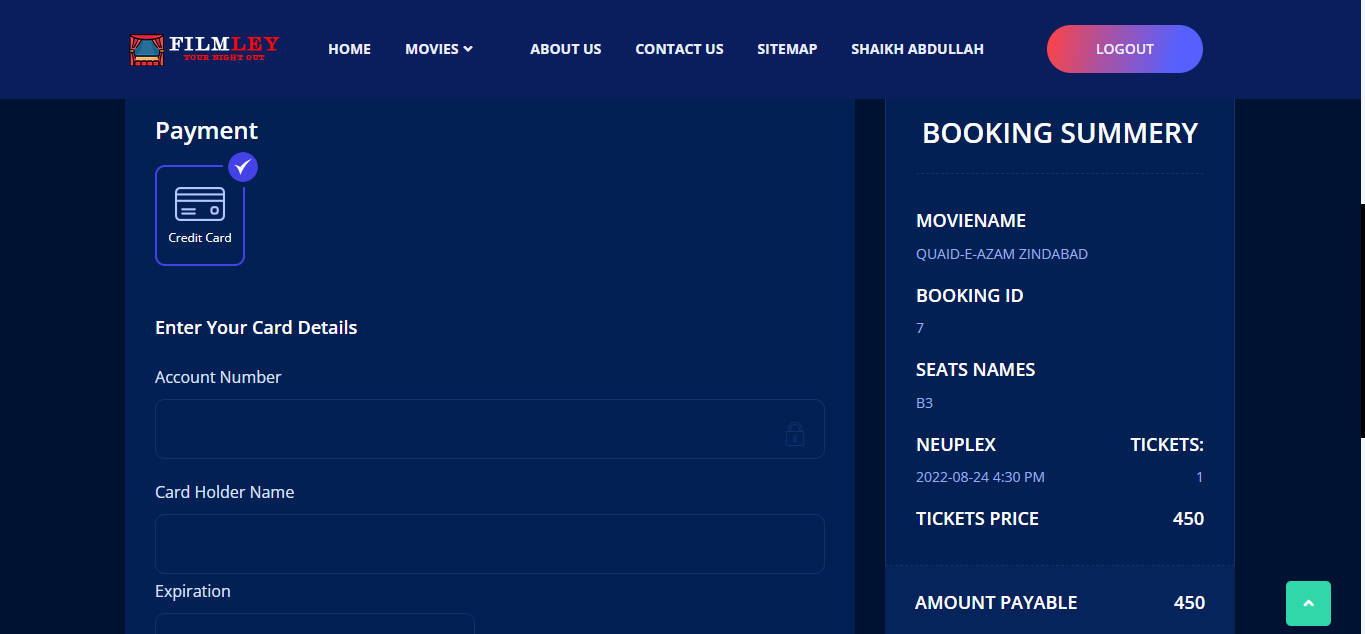 FILMLEY
YOUR NIGHT OUT
HOME MOVIES ABOUT US CONTACT US SITEMAP SHAIKH ABDULLAH LOGOUT
Payment
Credit Card
Enter Your Card Details
Account Number
Card Holder Name
Expiration
BOOKING SUMMERY
MOVIENAME
QUAID-E-AZAM ZINDABAD
BOOKING ID
7
SEATS NAMES
B3
NEUPLEX TICKETS:
2022-08-24 4:30 PM 1
TICKETS PRICE 450
AMOUNT PAYABLE 450